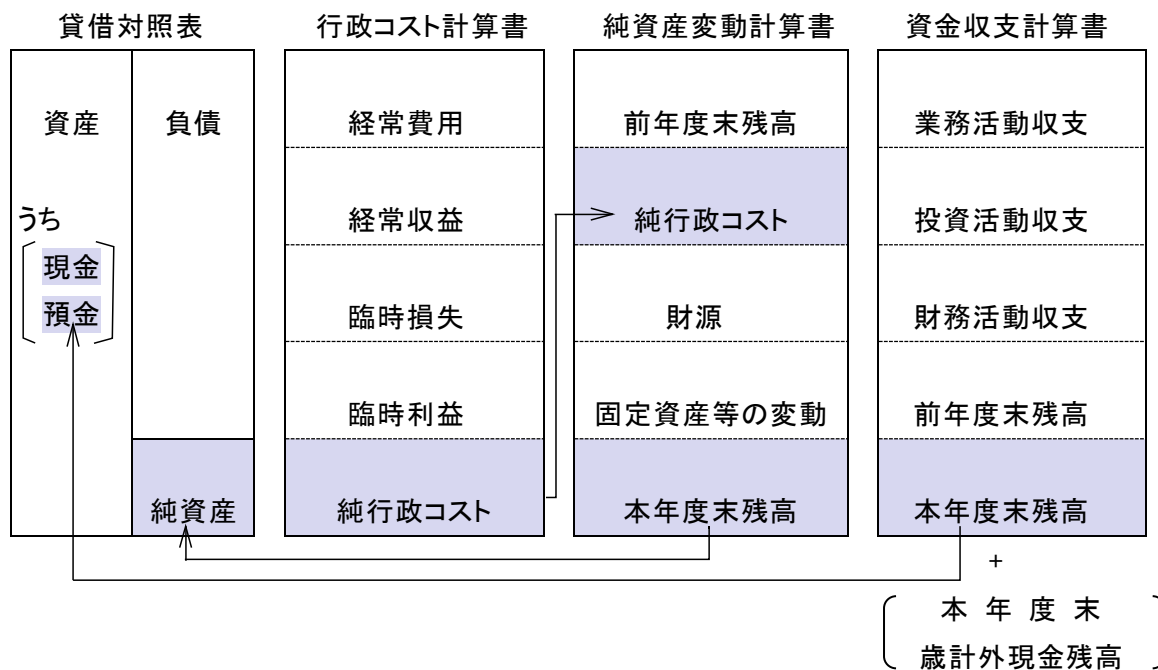 貸借対照表
資産
負債
うち
現金
預金
純資産
行政コスト計算書
経常費用
経常収益
臨時損失
臨時利益
純行政コスト
純資産変動計算書
前年度末残高
純行政コスト
財源
固定資産等の変動
本年度末残高
資金収支計算書
業務活動収支
投資活動収支
財務活動収支
前年度末残高
本年度末残高
+
本年度末
歳計外現金残高